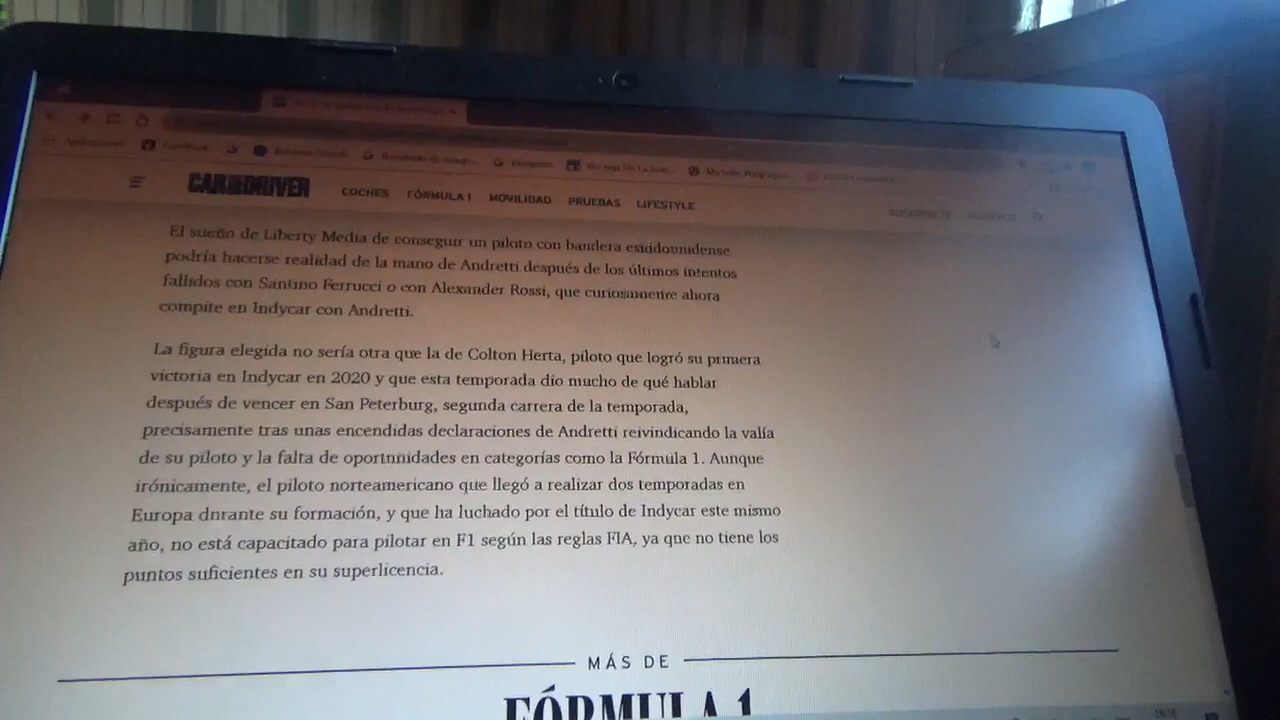 CAR AND DRIVER
COCHES FÓRMULA 1 MOVILIDAD PRUEBAS LIFESTYLE
El sueño de Liberty Media de conseguir un piloto con bandera estadounidense
podría hacerse realidad de la mano de Andretti después de los últimos intentos
fallidos con Santino Ferrucci o con Alexander Rossi, que curiosamente ahora
compite en Indycar con Andretti.
La figura elegida no sería otra que la de Colton Herta, piloto que logró su primera
victoria en Indycar en 2020 y que esta temporada dio mucho de qué hablar
después de vencer en San Peterburg, segunda carrera de la temporada,
precisamente tras unas encendidas declaraciones de Andretti reivindicando la valía
de su piloto y la falta de oportunidades en categorías como la Fórmula 1. Aunque
irónicamente, el piloto norteamericano que llegó a realizar dos temporadas en
Europa durante su formación, y que ha luchado por el título de Indycar este mismo
año, no está capacitado para pilotar en F1 según las reglas FIA, ya que no tiene los
puntos suficientes en su superlicencia.
MÁS DE
FÓRMULA 1